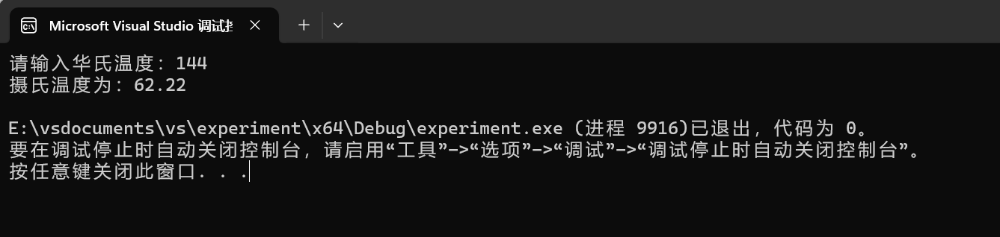 Microsoft Visual Studio 调试
请输入华氏温度：144
摄氏温度为：62.22
E:\vsdocuments\vs\experiment\x64\Debug\experiment.exe (进程 9916)已退出，代码为 0。
要在调试停止时自动关闭控制台，请启用“工具”->“选项”->“调试”->“调试停止时自动关闭控制台”。
按任意键关闭此窗口. . .